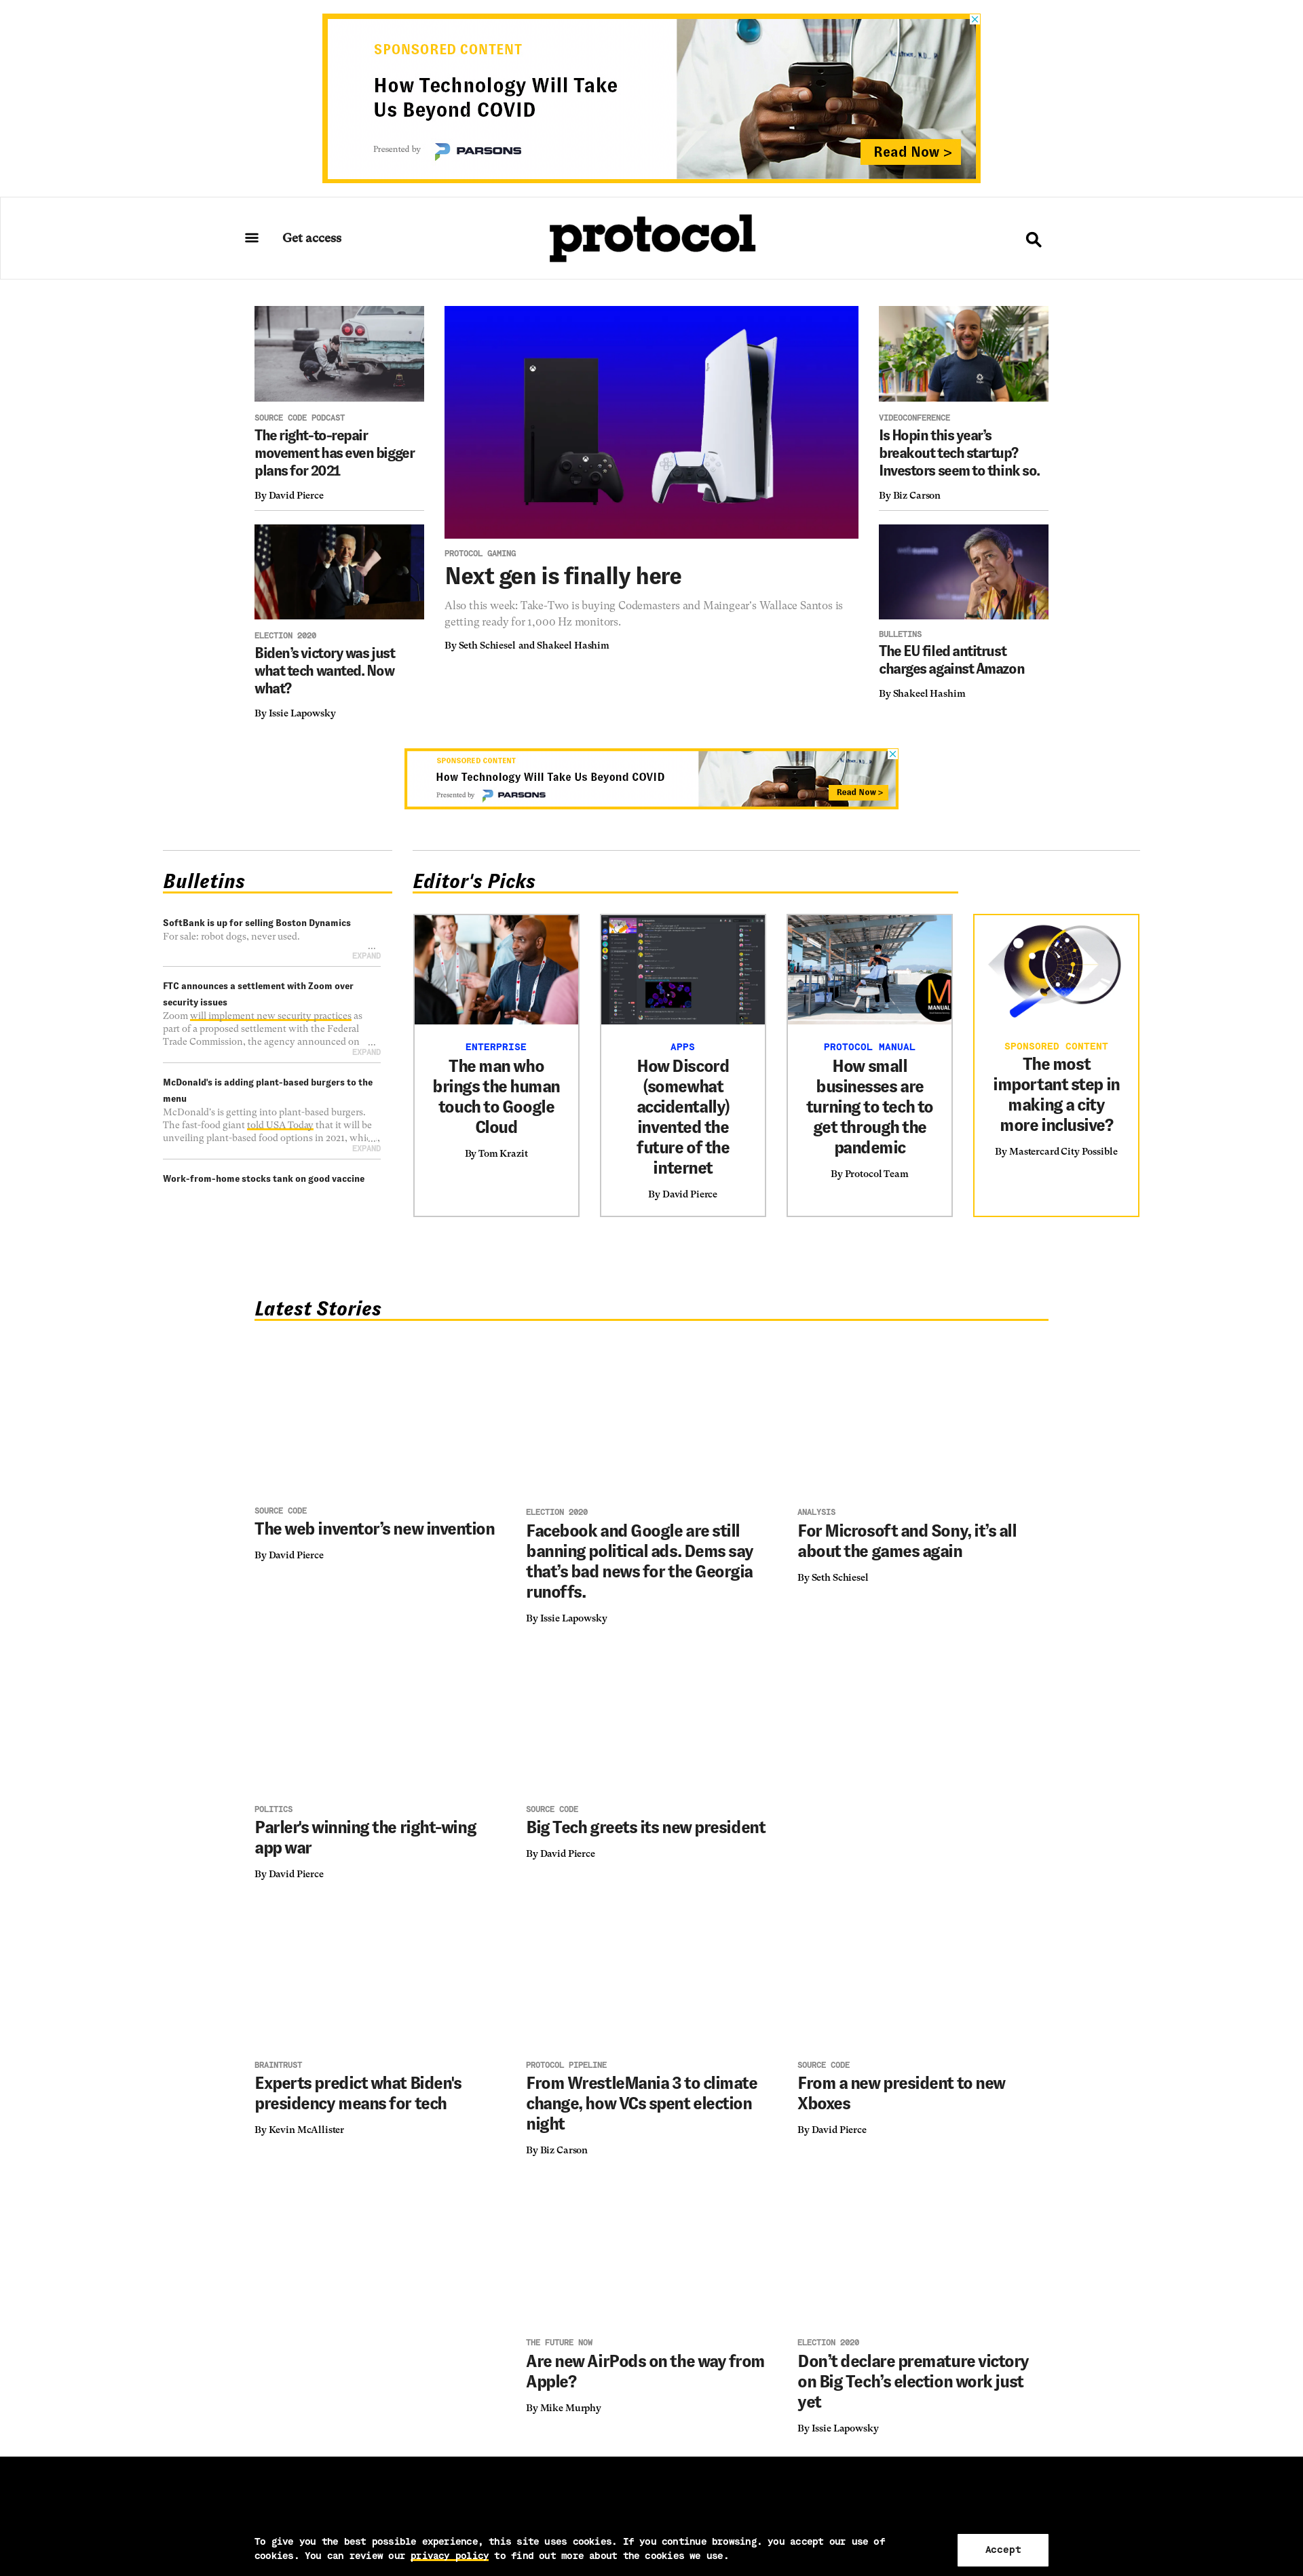 SPONSORED CONTENT
How Technology Will Take
Us Beyond COVID
Presented by
PARSONS
Read Now >
Get access
protocol
SOURCE CODE PODCAST
The right-to-repair
movement has even bigger
plans for 2021
By David Pierce
ELECTION 2020
Biden’s victory was just
what tech wanted. Now
what?
By Issie Lapowsky
PROTOCOL GAMING
Next gen is finally here
Also this week: Take-Two is buying Codemasters and Maingear's Wallace Santos is
getting ready for 1,000 Hz monitors.
By Seth Schiesel and Shakeel Hashim
VIDEOCONFERENCE
Is Hopin this year’s
breakout tech startup?
Investors seem to think so.
By Biz Carson
BULLETINS
The EU filed antitrust
charges against Amazon
By Shakeel Hashim
SPONSORED CONTENT
How Technology Will Take Us Beyond COVID
Presented by
PARSONS
Read Now >
Bulletins
SoftBank is up for selling Boston Dynamics
For sale: robot dogs, never used.
...
EXPAND
FTC announces a settlement with Zoom over
security issues
Zoom will implement new security practices as
part of a proposed settlement with the Federal
Trade Commission, the agency announced on ...
EXPAND
McDonald's is adding plant-based burgers to the
menu
McDonald's is getting into plant-based burgers.
The fast-food giant told USA Today that it will be
unveiling plant-based food options in 2021, whic...,
EXPAND
Work-from-home stocks tank on good vaccine
Editor's Picks
ENTERPRISE
The man who
brings the human
touch to Google
Cloud
By Tom Krazit
APPS
How Discord
(somewhat
accidentally)
invented the
future of the
internet
By David Pierce
MANUAL
PROTOCOL MANUAL
How small
businesses are
turning to tech to
get through the
pandemic
By Protocol Team
SPONSORED CONTENT
The most
important step in
making a city
more inclusive?
By Mastercard City Possible
Latest Stories
SOURCE CODE
The web inventor’s new invention
By David Pierce
ELECTION 2020
Facebook and Google are still
banning political ads. Dems say
that’s bad news for the Georgia
runoffs.
By Issie Lapowsky
ANALYSIS
For Microsoft and Sony, it’s all
about the games again
By Seth Schiesel
POLITICS
Parler's winning the right-wing
app war
By David Pierce
SOURCE CODE
Big Tech greets its new president
By David Pierce
BRAINTRUST
Experts predict what Biden's
presidency means for tech
By Kevin McAllister
PROTOCOL PIPELINE
From WrestleMania 3 to climate
change, how VCs spent election
night
By Biz Carson
SOURCE CODE
From a new president to new
Xboxes
By David Pierce
THE FUTURE NOW
Are new AirPods on the way from
Apple?
By Mike Murphy
ELECTION 2020
Don’t declare premature victory
on Big Tech’s election work just
yet
By Issie Lapowsky
To give you the best possible experience, this site uses cookies. If you continue browsing. you accept our use of
cookies. You can review our privacy policy to find out more about the cookies we use.
Accept